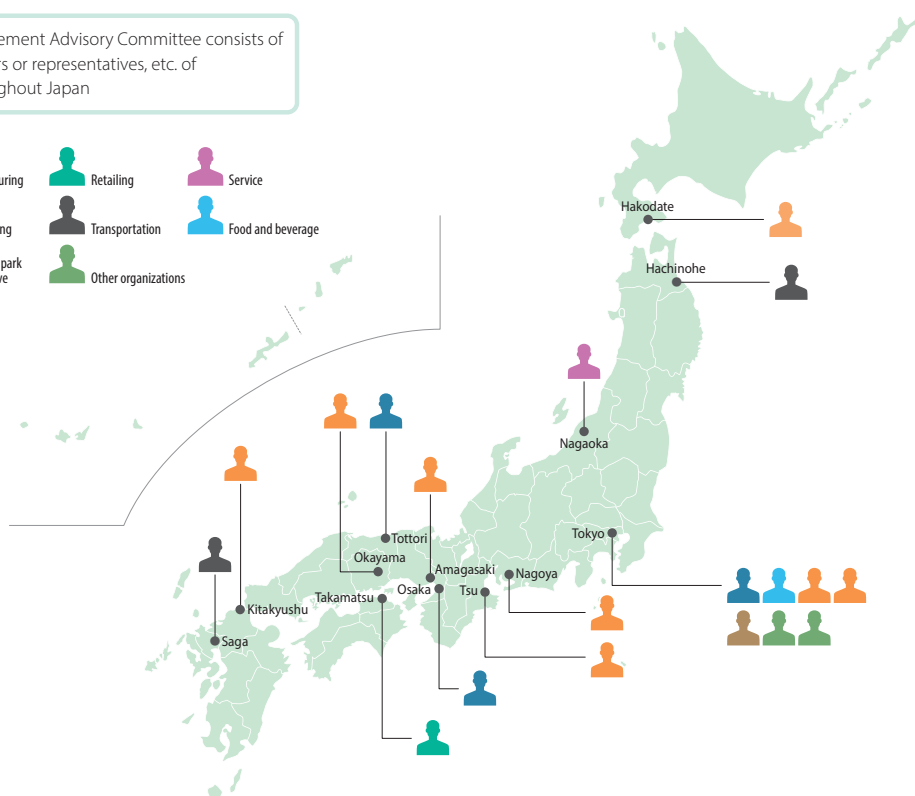 ement Advisory Committee consists of
s or representatives, etc. of
ghout Japan
uring
Retailing
Service
ng
Transportation
Food and beverage
park
ve
Other organizations
Hakodate
Hachinohe
Nagaoka
Tokyo
Tottori
Okayama
Amagasaki
Nagoya
Osaka
Tsu
Takamatsu
Kitakyushu
Saga